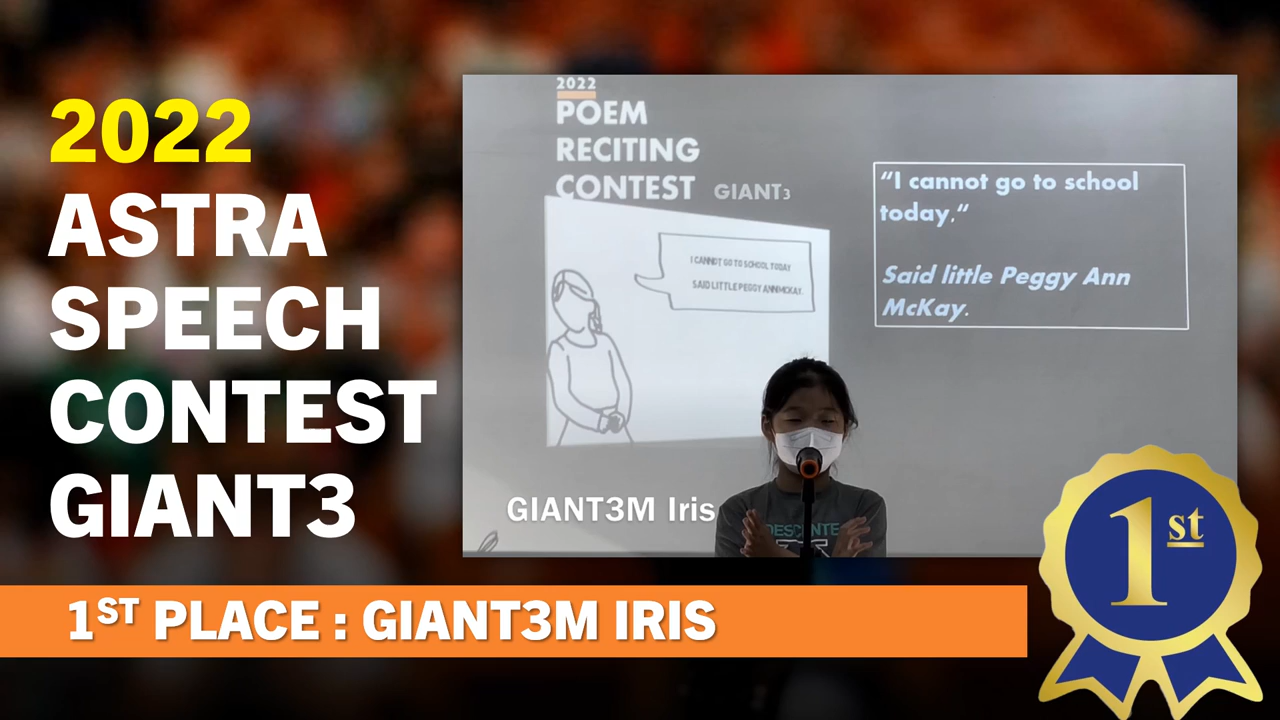 2022
ASTRA
SPEECH
CONTEST
GIANT3
2022
POEM
RECITING
CONTEST GIANT3
I CANNOT GO TO SCHOOL TODAY
SAID LITTLE PEGGY ANN MCKAY.
“I cannot go to school
today.“
Said little Peggy Ann
McKay.
GIANT3M Iris
DESCENTE
1st
1ST PLACE : GIANT3M IRIS